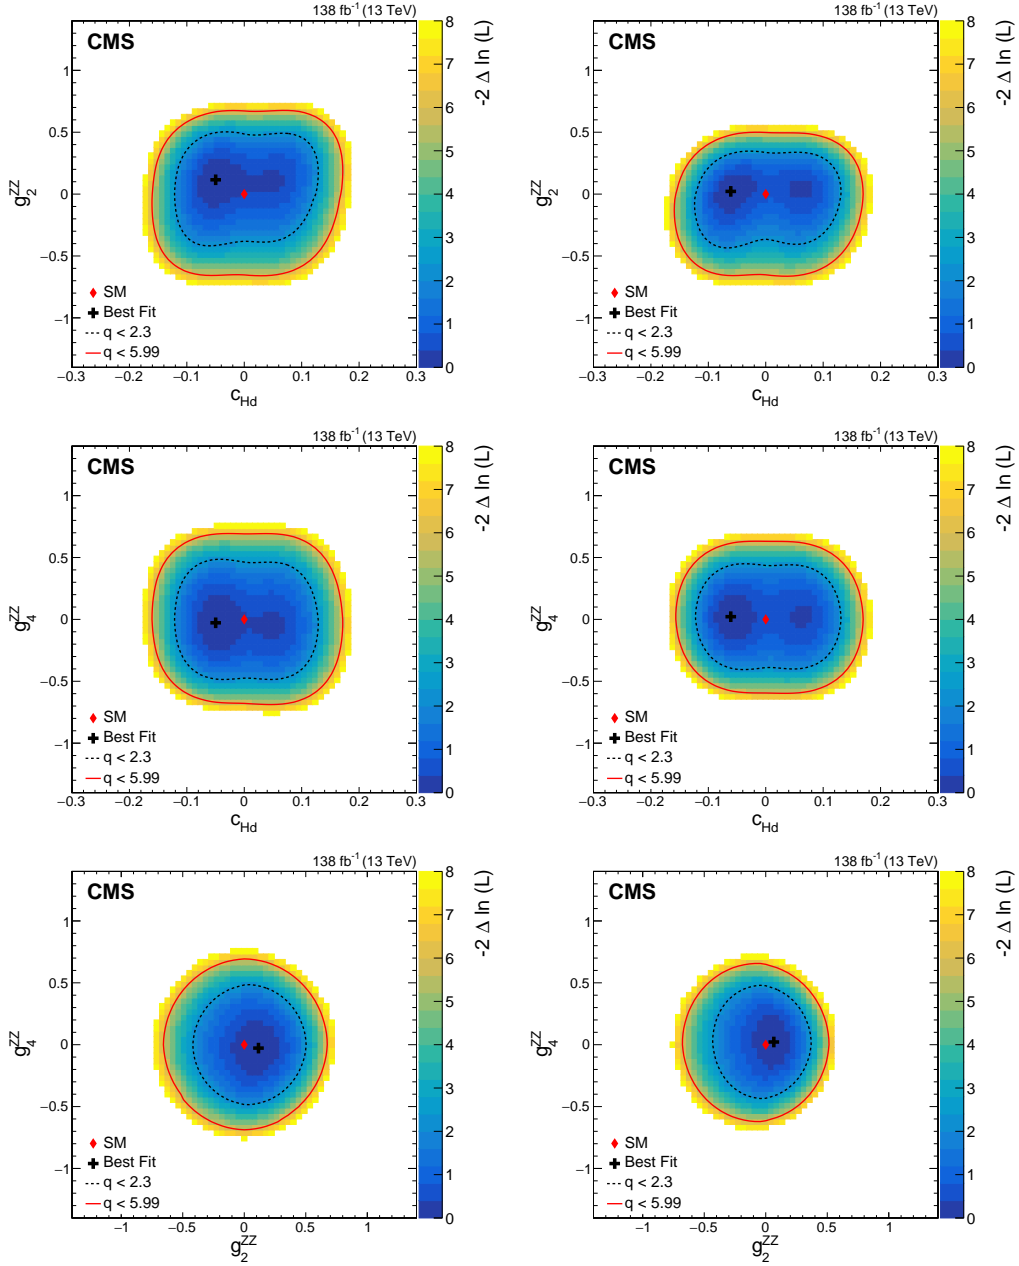 138 fb⁻¹ (13 TeV)
CMS
g₂ᶻᶻ
1
0.5
0
−0.5
−1
SM
Best Fit
q < 2.3
q < 5.99
−0.3 −0.2 −0.1 0 0.1 0.2 0.3
c_Hd
8
7
6
5
4
3
2
1
0
-2 Δ ln (L)
138 fb⁻¹ (13 TeV)
CMS
g₂ᶻᶻ
1
0.5
0
−0.5
−1
SM
Best Fit
q < 2.3
q < 5.99
−0.3 −0.2 −0.1 0 0.1 0.2 0.3
c_Hd
8
7
6
5
4
3
2
1
0
-2 Δ ln (L)
138 fb⁻¹ (13 TeV)
CMS
g₄ᶻᶻ
1
0.5
0
−0.5
−1
SM
Best Fit
q < 2.3
q < 5.99
−0.3 −0.2 −0.1 0 0.1 0.2 0.3
c_Hd
8
7
6
5
4
3
2
1
0
-2 Δ ln (L)
138 fb⁻¹ (13 TeV)
CMS
g₄ᶻᶻ
1
0.5
0
−0.5
−1
SM
Best Fit
q < 2.3
q < 5.99
−0.3 −0.2 −0.1 0 0.1 0.2 0.3
c_Hd
8
7
6
5
4
3
2
1
0
-2 Δ ln (L)
138 fb⁻¹ (13 TeV)
CMS
g₄ᶻᶻ
1
0.5
0
−0.5
−1
SM
Best Fit
q < 2.3
q < 5.99
−1 −0.5 0 0.5 1
g₂ᶻᶻ
8
7
6
5
4
3
2
1
0
-2 Δ ln (L)
138 fb⁻¹ (13 TeV)
CMS
g₄ᶻᶻ
1
0.5
0
−0.5
−1
SM
Best Fit
q < 2.3
q < 5.99
−1 −0.5 0 0.5 1
g₂ᶻᶻ
8
7
6
5
4
3
2
1
0
-2 Δ ln (L)